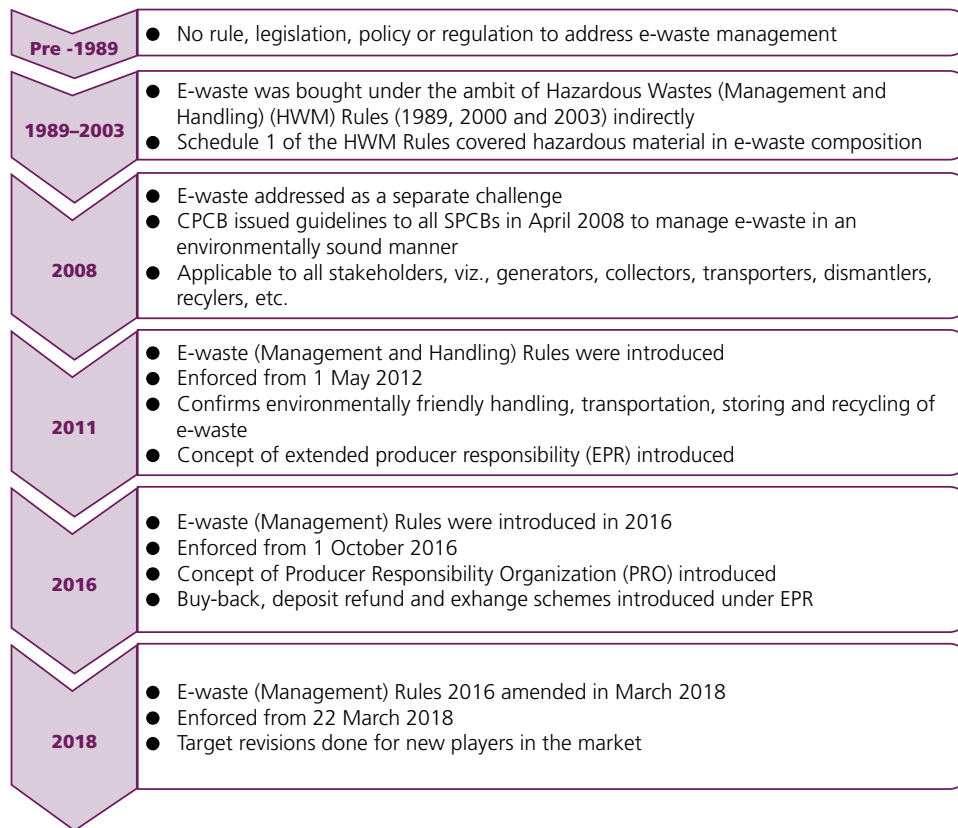 Pre -1989
● No rule, legislation, policy or regulation to address e-waste management
1989–2003
● E-waste was bought under the ambit of Hazardous Wastes (Management and
Handling) (HWM) Rules (1989, 2000 and 2003) indirectly
● Schedule 1 of the HWM Rules covered hazardous material in e-waste composition
2008
● E-waste addressed as a separate challenge
● CPCB issued guidelines to all SPCBs in April 2008 to manage e-waste in an
environmentally sound manner
● Applicable to all stakeholders, viz., generators, collectors, transporters, dismantlers,
recylers, etc.
2011
● E-waste (Management and Handling) Rules were introduced
● Enforced from 1 May 2012
● Confirms environmentally friendly handling, transportation, storing and recycling of
e-waste
● Concept of extended producer responsibility (EPR) introduced
2016
● E-waste (Management) Rules were introduced in 2016
● Enforced from 1 October 2016
● Concept of Producer Responsibility Organization (PRO) introduced
● Buy-back, deposit refund and exhange schemes introduced under EPR
2018
● E-waste (Management) Rules 2016 amended in March 2018
● Enforced from 22 March 2018
● Target revisions done for new players in the market